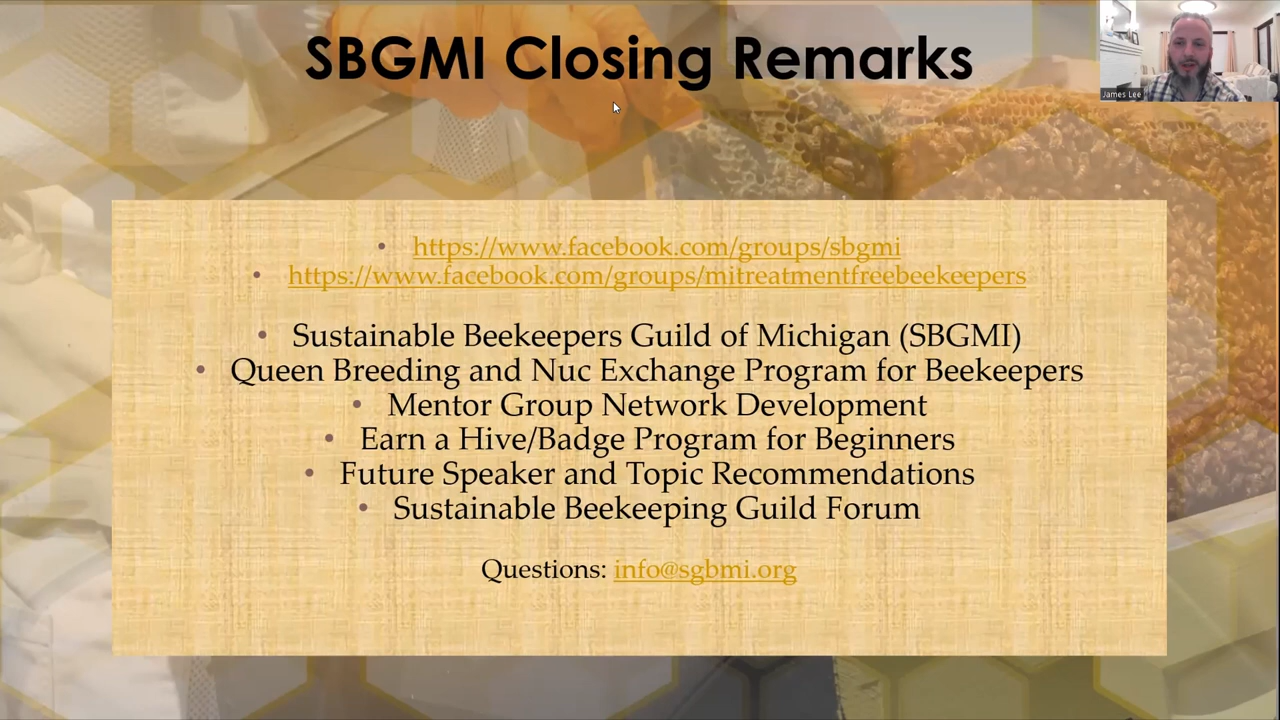 SBGMI Closing Remarks
James Lee
• https://www.facebook.com/groups/sbgmi
• https://www.facebook.com/groups/mitreatmentfreebeekeepers
• Sustainable Beekeepers Guild of Michigan (SBGMI)
• Queen Breeding and Nuc Exchange Program for Beekeepers
• Mentor Group Network Development
• Earn a Hive/Badge Program for Beginners
• Future Speaker and Topic Recommendations
• Sustainable Beekeeping Guild Forum
Questions: info@sgbmi.org